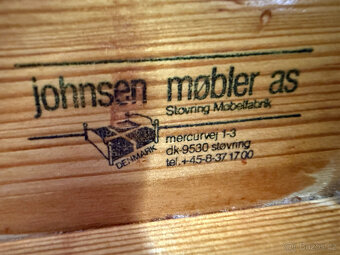 johnsen møbler as
Støvring Møbelfabrik
DENMARK
mercurvej 1-3
dk-9530 støvring
tel. +45-8-37 17 00